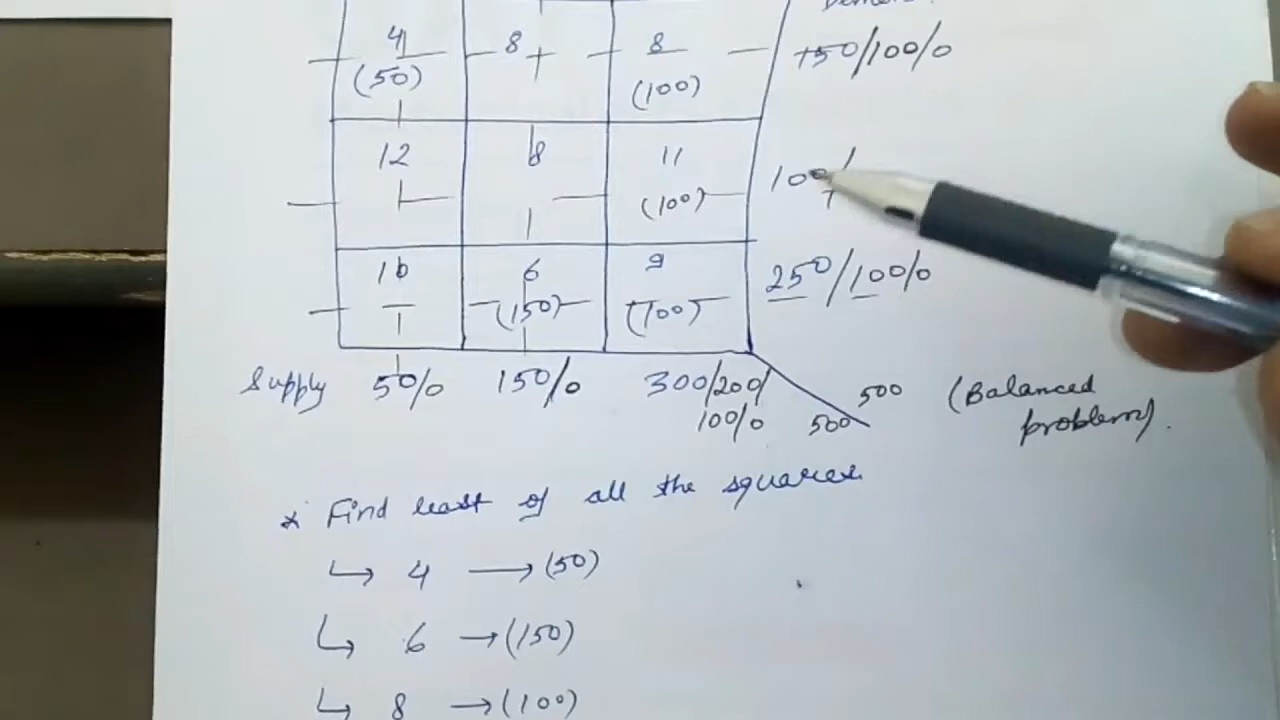 4 8 8 150/100/0
(50) (100)
12 8 11 100/
(100)
16 6 9 250/100/0
(150) (100)
Supply 50/0 150/0 300/200/ 500 (Balanced
100/0 500 problem).
* Find least of all the squares
↳ 4 → (50)
↳ 6 → (150)
↳ 8 → (100)